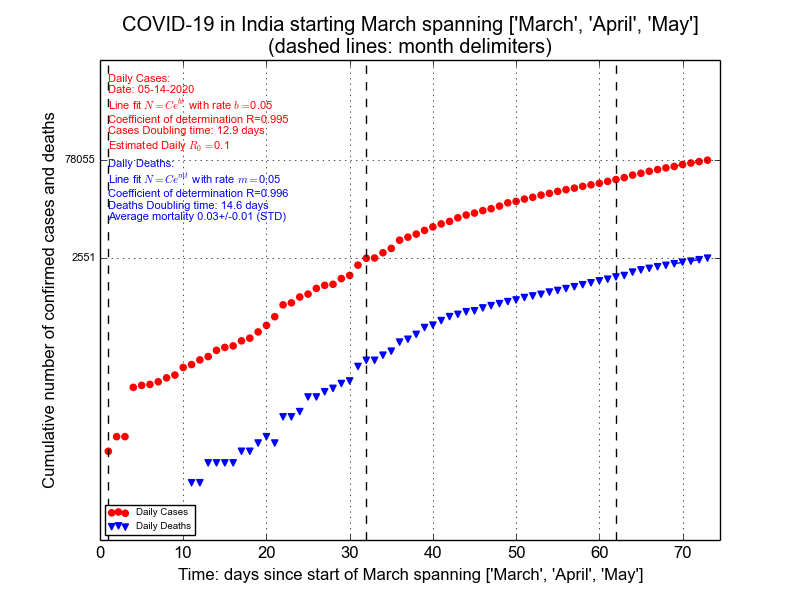 COVID-19 in India starting March spanning ['March', 'April', 'May']
(dashed lines: month delimiters)
Daily Cases:
Date: 05-14-2020
Line fit N = Ce^{bt} with rate b = 0.05
Coefficient of determination R=0.995
Cases Doubling time: 12.9 days
Estimated Daily R_0 = 0.1
Daily Deaths:
Line fit N = Ce^{mt} with rate m = 0.05
Coefficient of determination R=0.996
Deaths Doubling time: 14.6 days
Average mortality 0.03+/-0.01 (STD)
78055
2551
Cumulative number of confirmed cases and deaths
Daily Cases
Daily Deaths
0 10 20 30 40 50 60 70
Time: days since start of March spanning ['March', 'April', 'May']